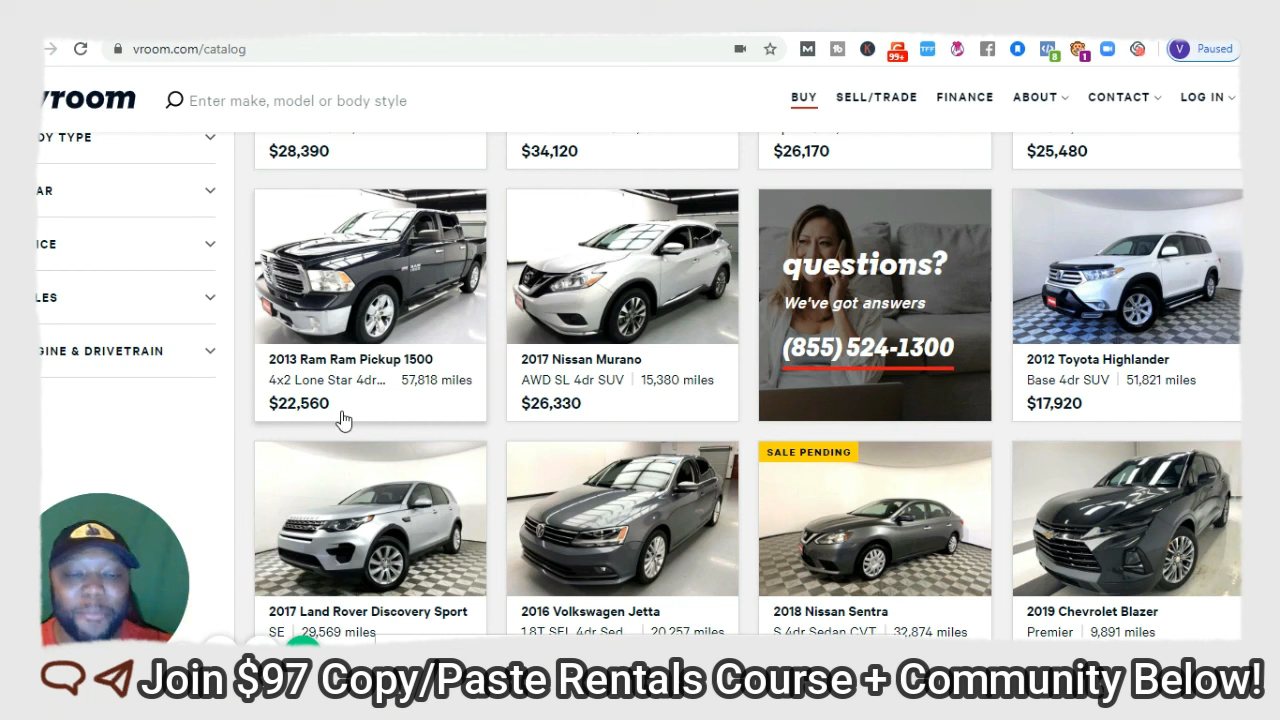 vroom.com/catalog
99+
TFF
8
1
V Paused
vroom
Enter make, model or body style
BUY SELL/TRADE FINANCE ABOUT CONTACT LOG IN
DY TYPE
$28,390 $34,120 $26,170 $25,480
AR
ICE
LES
GINE & DRIVETRAIN
questions?
We've got answers
(855) 524-1300
2013 Ram Ram Pickup 1500
4x2 Lone Star 4dr... 57,818 miles
$22,560
2017 Nissan Murano
AWD SL 4dr SUV 15,380 miles
$26,330
2012 Toyota Highlander
Base 4dr SUV 51,821 miles
$17,920
SALE PENDING
2017 Land Rover Discovery Sport
SE 29,569 miles
2016 Volkswagen Jetta
1.8T SEL 4dr Sed... 20,257 miles
2018 Nissan Sentra
S 4dr Sedan CVT 32,874 miles
2019 Chevrolet Blazer
Premier 9,891 miles
Join $97 Copy/Paste Rentals Course + Community Below!